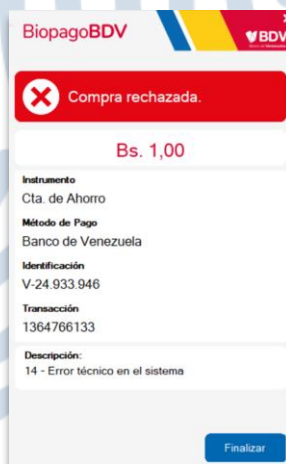 BiopagoBDV
BDV
Compra rechazada.
Bs. 1,00
Instrumento
Cta. de Ahorro
Método de Pago
Banco de Venezuela
Identificación
V-24.933.946
Transacción
1364766133
Descripción:
14 - Error técnico en el sistema
Finalizar